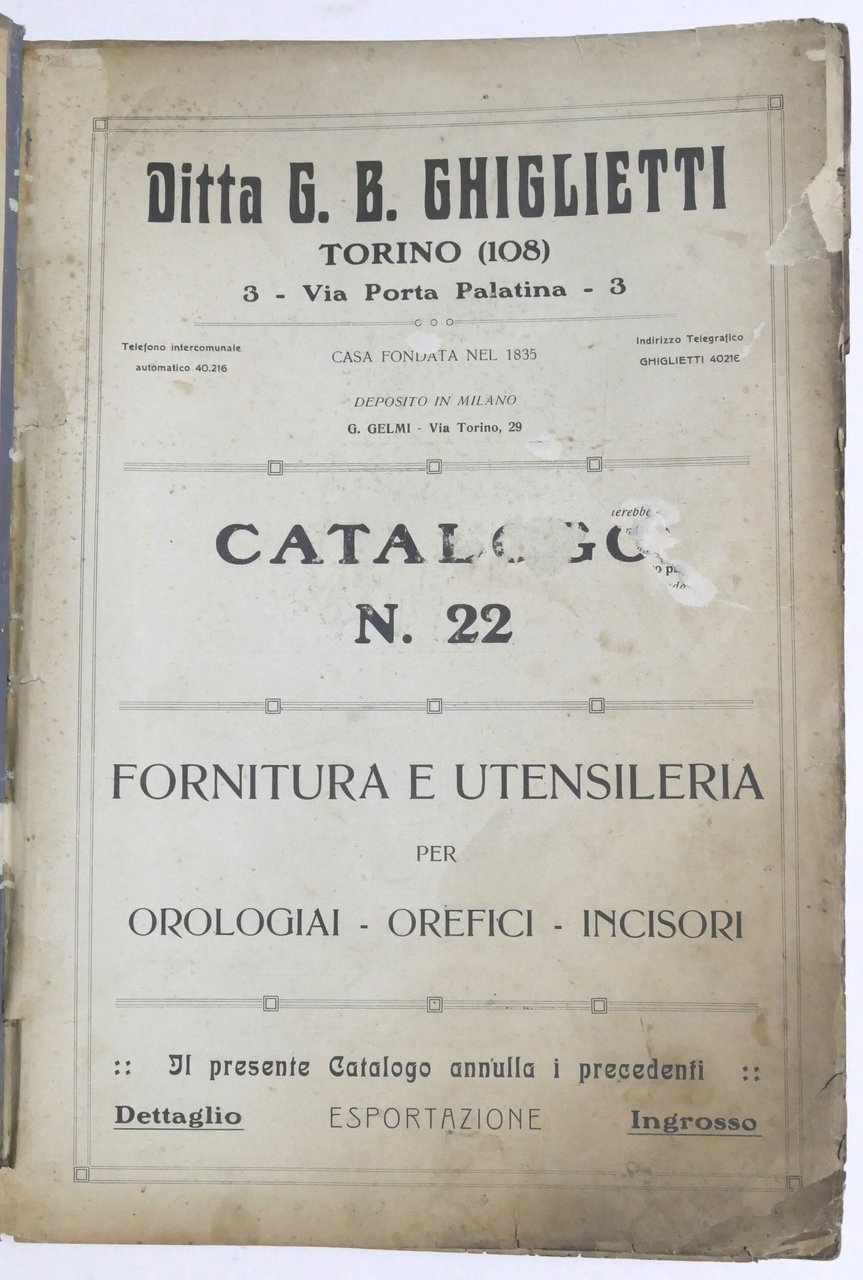 Ditta G. B. GHIGLIETTI
TORINO (108)
3 - Via Porta Palatina - 3
Telefono intercomunale
automatico 40.216
CASA FONDATA NEL 1835
Indirizzo Telegrafico
GHIGLIETTI 40216
DEPOSITO IN MILANO
G. GELMI - Via Torino, 29
CATALOGO
N. 22
FORNITURA E UTENSILERIA
PER
OROLOGIAI - OREFICI - INCISORI
:: Il presente Catalogo annulla i precedenti ::
Dettaglio ESPORTAZIONE Ingrosso